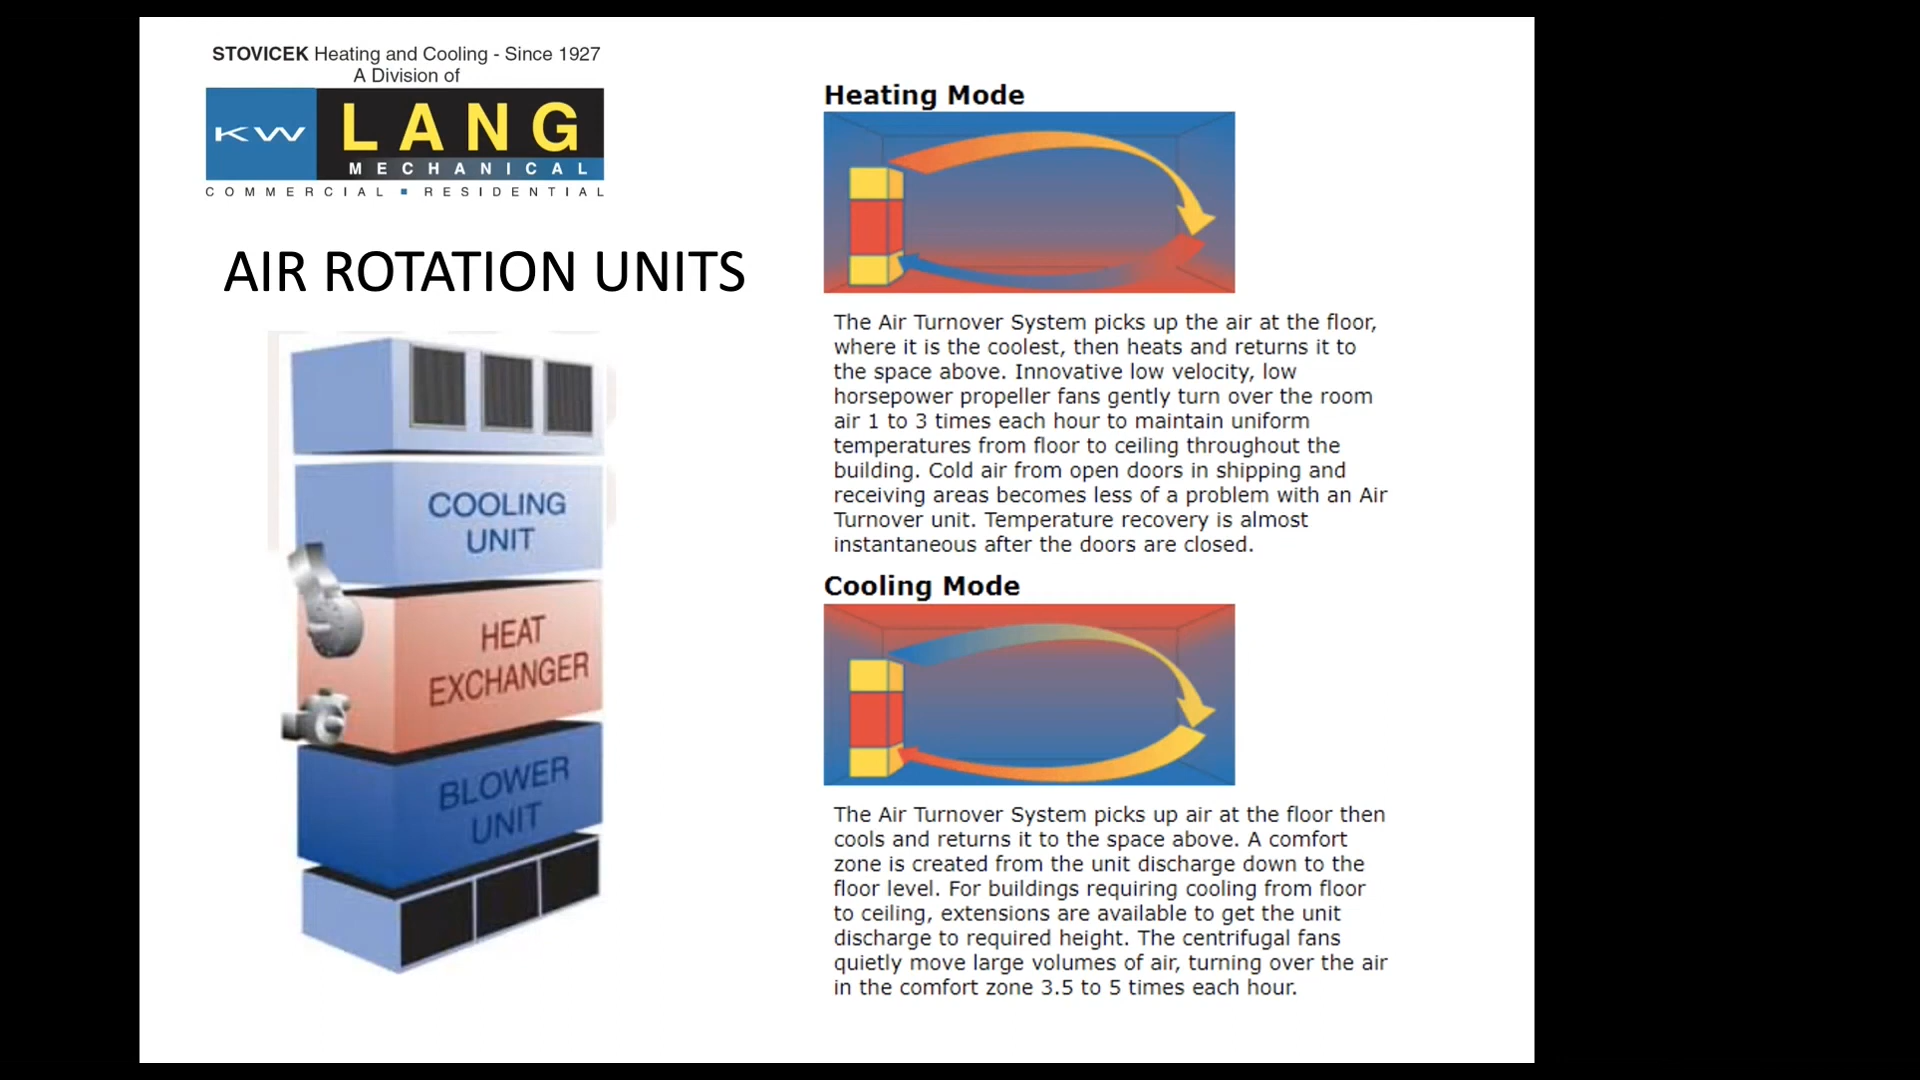 STOVICEK Heating and Cooling - Since 1927
A Division of
KW LANG
MECHANICAL
COMMERCIAL ▪ RESIDENTIAL
AIR ROTATION UNITS
COOLING
UNIT
HEAT
EXCHANGER
BLOWER
UNIT
Heating Mode
The Air Turnover System picks up the air at the floor,
where it is the coolest, then heats and returns it to
the space above. Innovative low velocity, low
horsepower propeller fans gently turn over the room
air 1 to 3 times each hour to maintain uniform
temperatures from floor to ceiling throughout the
building. Cold air from open doors in shipping and
receiving areas becomes less of a problem with an Air
Turnover unit. Temperature recovery is almost
instantaneous after the doors are closed.
Cooling Mode
The Air Turnover System picks up air at the floor then
cools and returns it to the space above. A comfort
zone is created from the unit discharge down to the
floor level. For buildings requiring cooling from floor
to ceiling, extensions are available to get the unit
discharge to required height. The centrifugal fans
quietly move large volumes of air, turning over the air
in the comfort zone 3.5 to 5 times each hour.